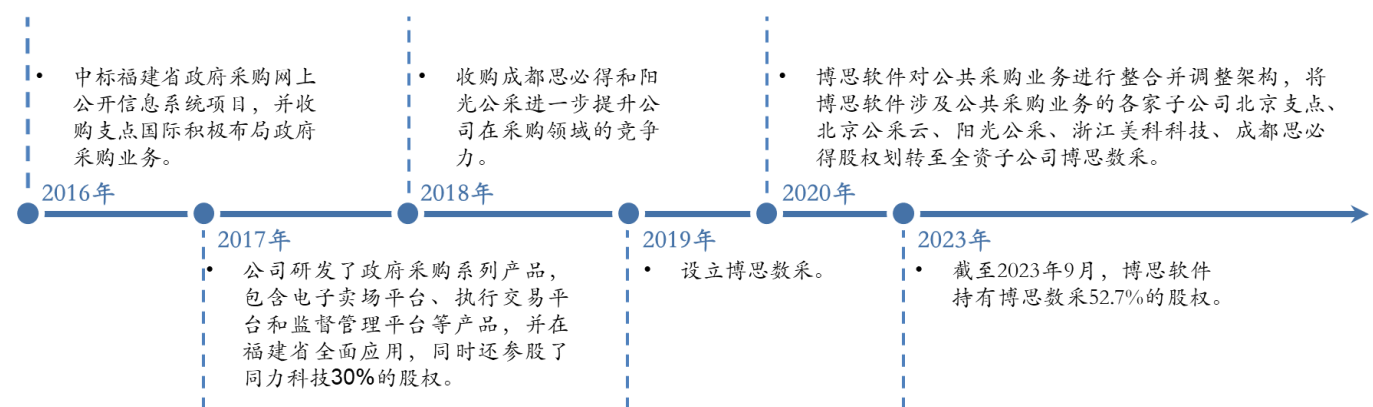 • 中标福建省政府采购网上
公开信息系统项目，并收
购支点国际积极布局政府
采购业务。
2016年
2017年
• 公司研发了政府采购系列产品，
包含电子卖场平台、执行交易平
台和监督管理平台等产品，并在
福建省全面应用，同时还参股了
同力科技30%的股权。
• 收购成都思必得和阳
光公采进一步提升公
司在采购领域的竞争
力。
2018年
2019年
• 设立博思数采。
• 博思软件对公共采购业务进行整合并调整架构，将
博思软件涉及公共采购业务的各家子公司北京支点、
北京公采云、阳光公采、浙江美科科技、成都思必
得股权划转至全资子公司博思数采。
2020年
2023年
• 截至2023年9月，博思软件
持有博思数采52.7%的股权。